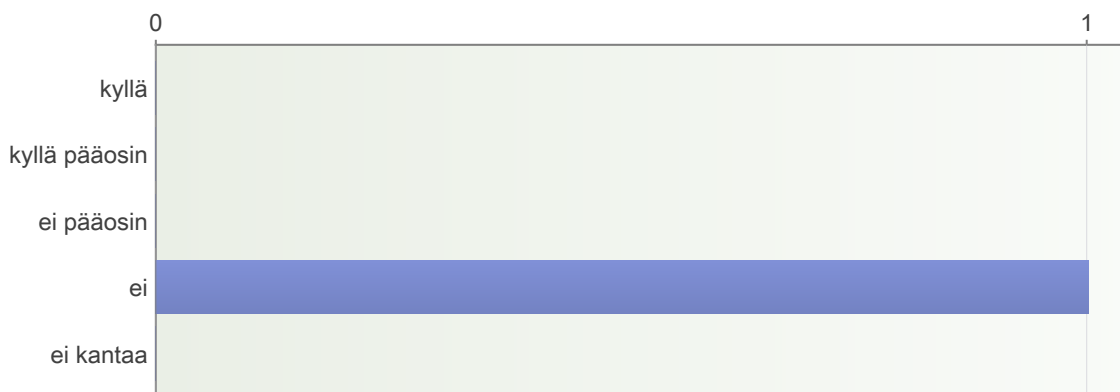 0 1
kyllä
kyllä pääosin
ei pääosin
ei
ei kantaa